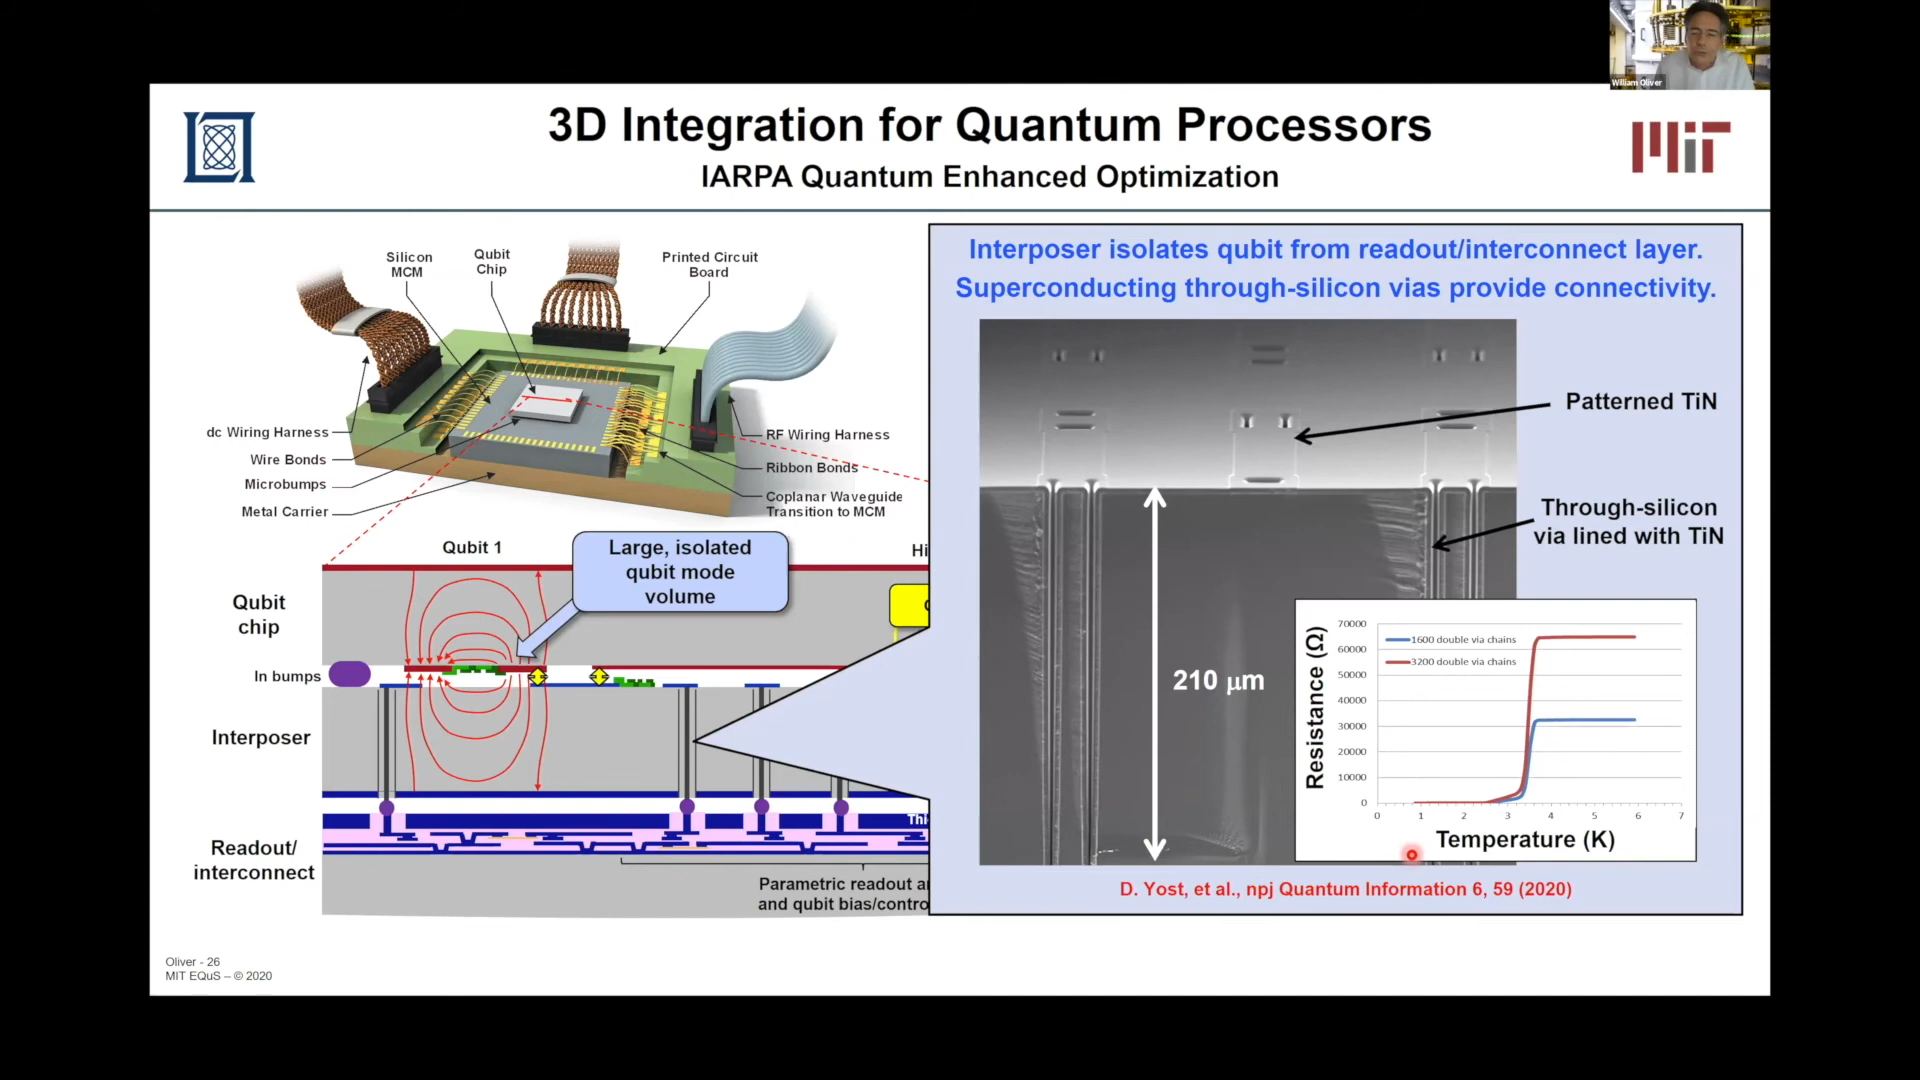 William Oliver
3D Integration for Quantum Processors
IARPA Quantum Enhanced Optimization
MIT
Silicon
MCM
Qubit
Chip
Printed Circuit
Board
dc Wiring Harness
Wire Bonds
Microbumps
Metal Carrier
RF Wiring Harness
Ribbon Bonds
Coplanar Waveguide
Transition to MCM
Qubit 1
Large, isolated
qubit mode
volume
Hi
Qubit
chip
In bumps
Interposer
Thi
Readout/
interconnect
Parametric readout a
and qubit bias/contro
Interposer isolates qubit from readout/interconnect layer.
Superconducting through-silicon vias provide connectivity.
Patterned TiN
Through-silicon
via lined with TiN
210 μm
Resistance (Ω)
70000
60000
50000
40000
30000
20000
10000
0
1600 double via chains
3200 double via chains
0 1 2 3 4 5 6 7
Temperature (K)
D. Yost, et al., npj Quantum Information 6, 59 (2020)
Oliver - 26
MIT EQuS – © 2020